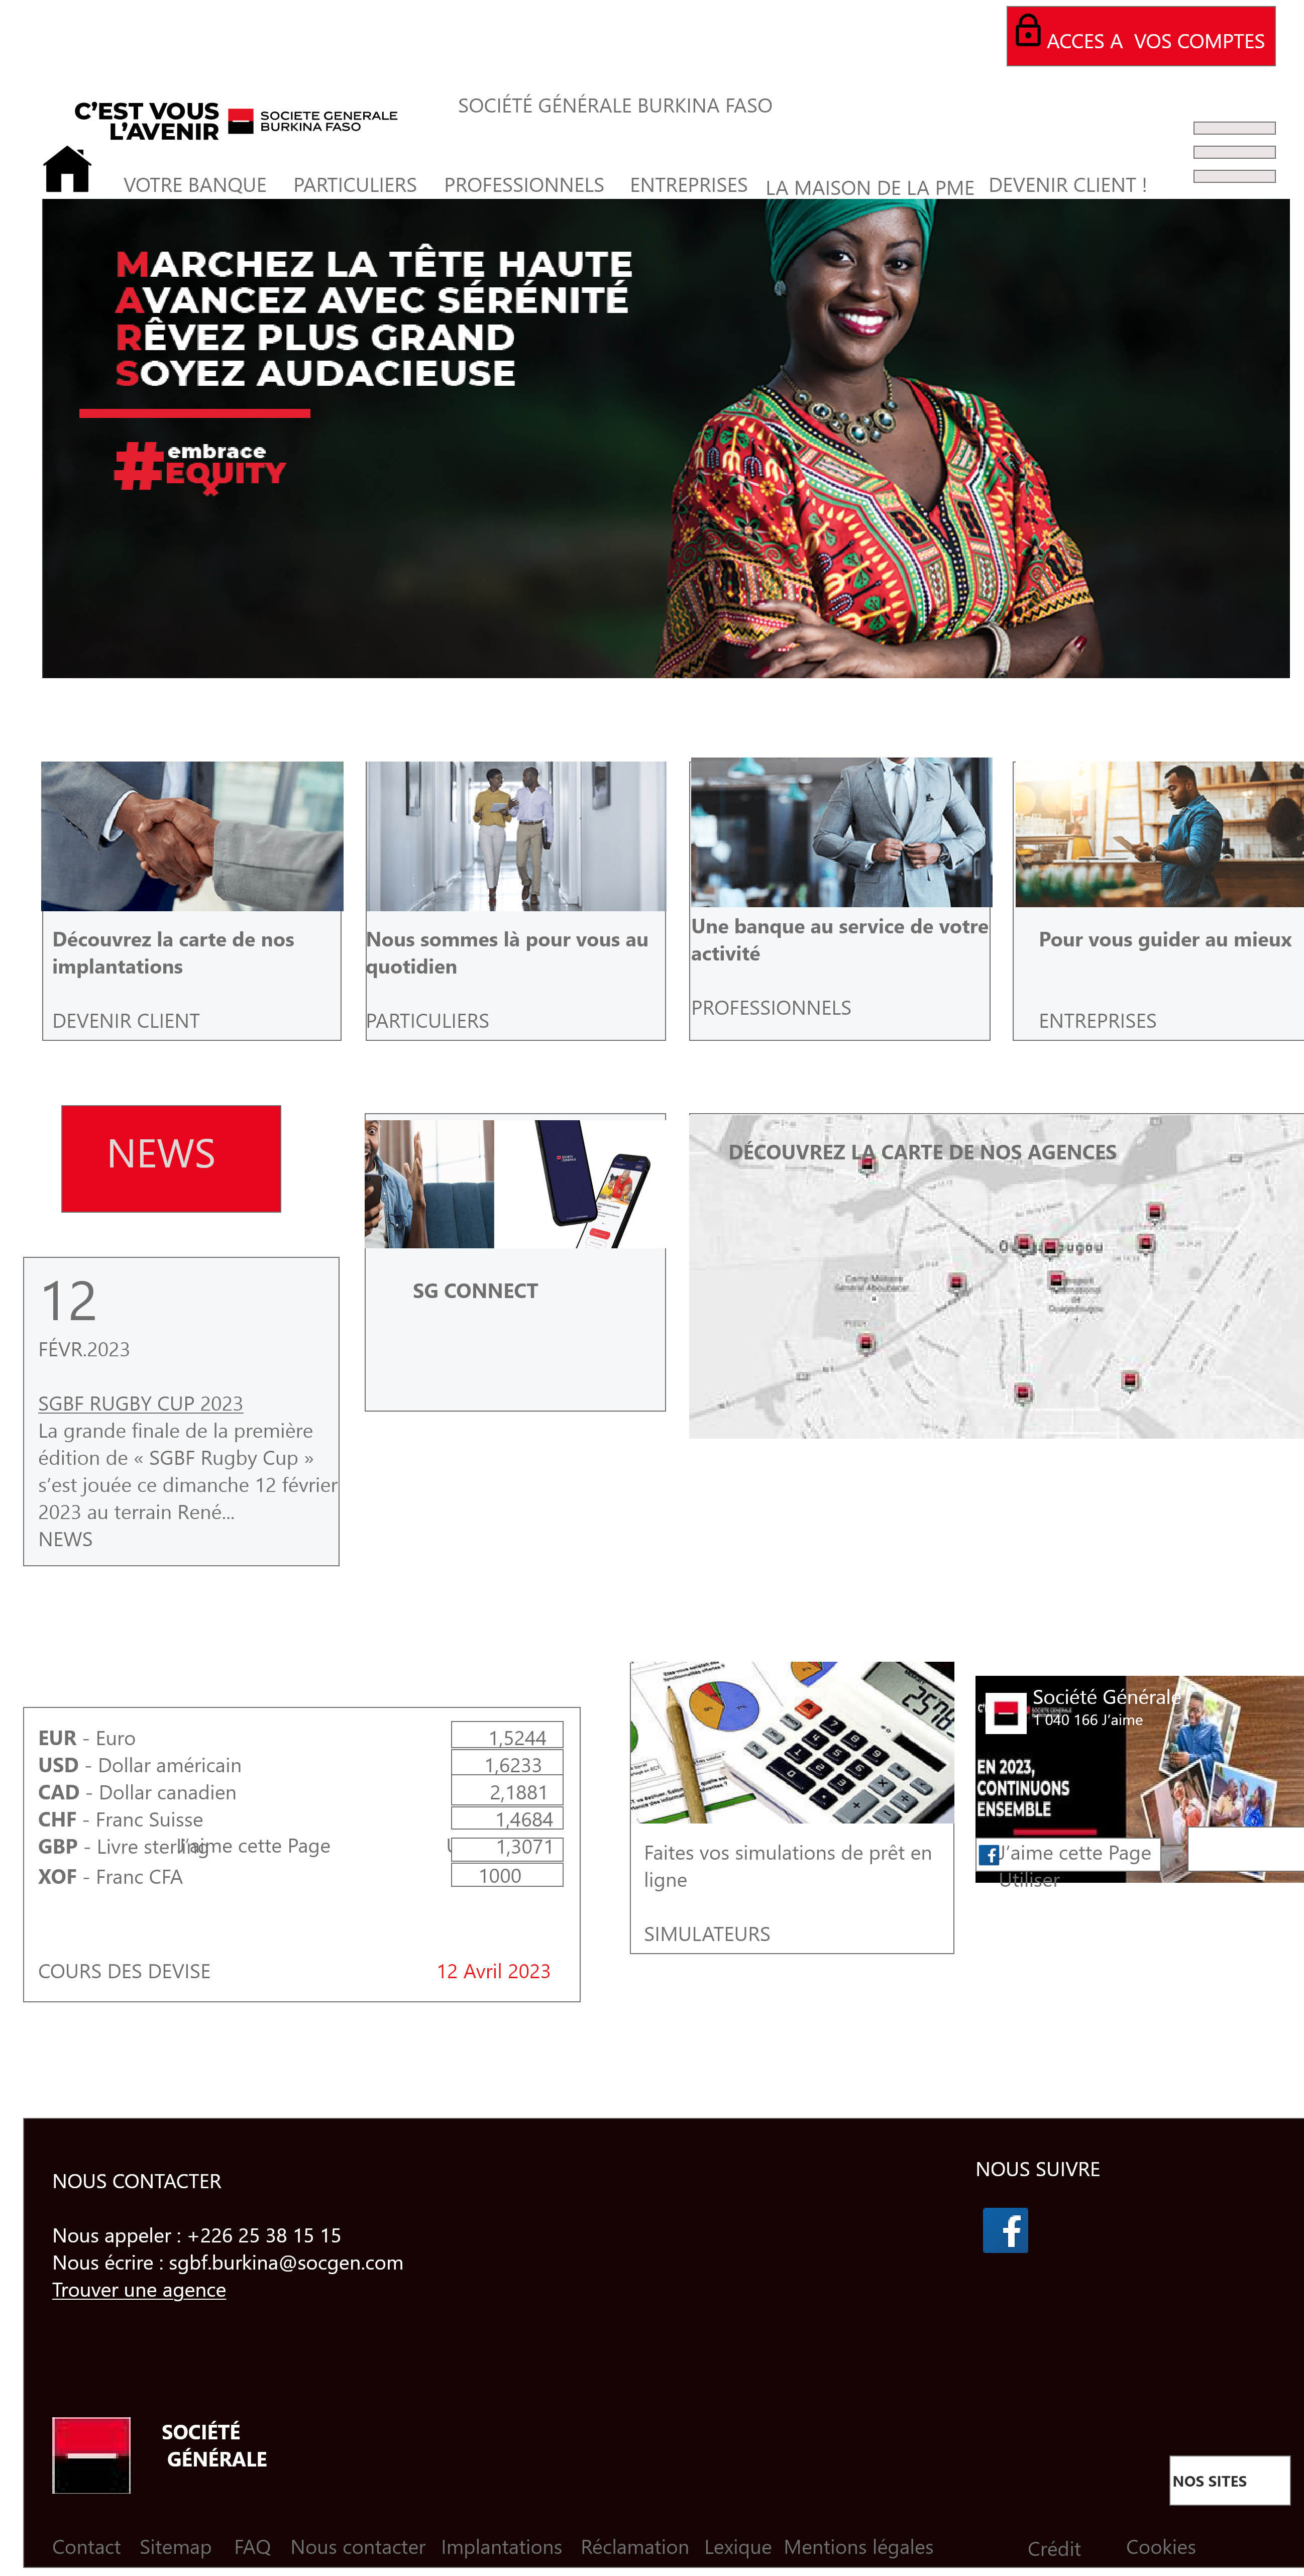 ACCES A VOS COMPTES
C'EST VOUS
L'AVENIR
SOCIETE GENERALE
BURKINA FASO
SOCIÉTÉ GÉNÉRALE BURKINA FASO
VOTRE BANQUE PARTICULIERS PROFESSIONNELS ENTREPRISES LA MAISON DE LA PME DEVENIR CLIENT !
MARCHEZ LA TÊTE HAUTE
AVANCEZ AVEC SÉRÉNITÉ
RÊVEZ PLUS GRAND
SOYEZ AUDACIEUSE
#embrace
EQUITY
Découvrez la carte de nos
implantations
DEVENIR CLIENT
Nous sommes là pour vous au
quotidien
PARTICULIERS
Une banque au service de votre
activité
PROFESSIONNELS
Pour vous guider au mieux
ENTREPRISES
NEWS
12
FÉVR.2023
SGBF RUGBY CUP 2023
La grande finale de la première
édition de « SGBF Rugby Cup »
s'est jouée ce dimanche 12 février
2023 au terrain René...
NEWS
SG CONNECT
DÉCOUVREZ LA CARTE DE NOS AGENCES
EUR - Euro 1,5244
USD - Dollar américain 1,6233
CAD - Dollar canadien 2,1881
CHF - Franc Suisse 1,4684
GBP - Livre sterling J'aime cette Page 1,3071
XOF - Franc CFA 1000
COURS DES DEVISE 12 Avril 2023
2578
Faites vos simulations de prêt en
ligne
SIMULATEURS
Société Générale
1 040 166 J'aime
EN 2023,
CONTINUONS
ENSEMBLE
J'aime cette Page
Utiliser
NOUS CONTACTER
Nous appeler : +226 25 38 15 15
Nous écrire : sgbf.burkina@socgen.com
Trouver une agence
NOUS SUIVRE
SOCIÉTÉ
GÉNÉRALE
NOS SITES
Contact Sitemap FAQ Nous contacter Implantations Réclamation Lexique Mentions légales Crédit Cookies